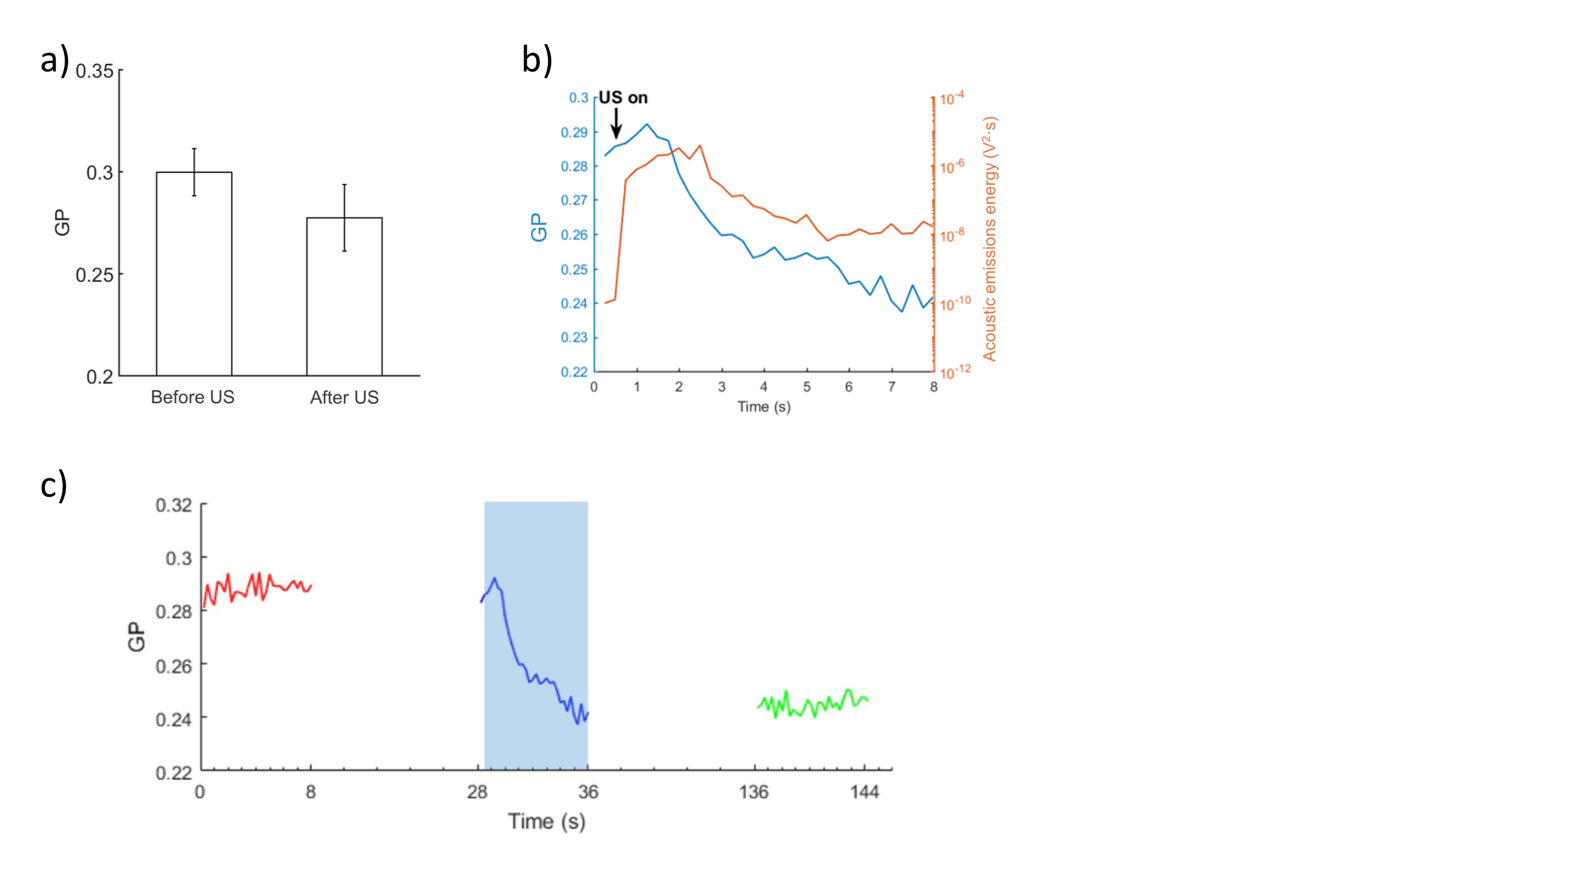 a)
0.35
0.3
0.25
0.2
GP
Before US
After US
b)
US on
0.3
0.29
0.28
0.27
0.26
0.25
0.24
0.23
0.22
GP
0 1 2 3 4 5 6 7 8
Time (s)
10⁻⁴
10⁻⁶
10⁻⁸
10⁻¹⁰
10⁻¹²
Acoustic emissions energy (V²·s)
c)
0.32
0.3
0.28
0.26
0.24
0.22
GP
0 8 28 36 136 144
Time (s)